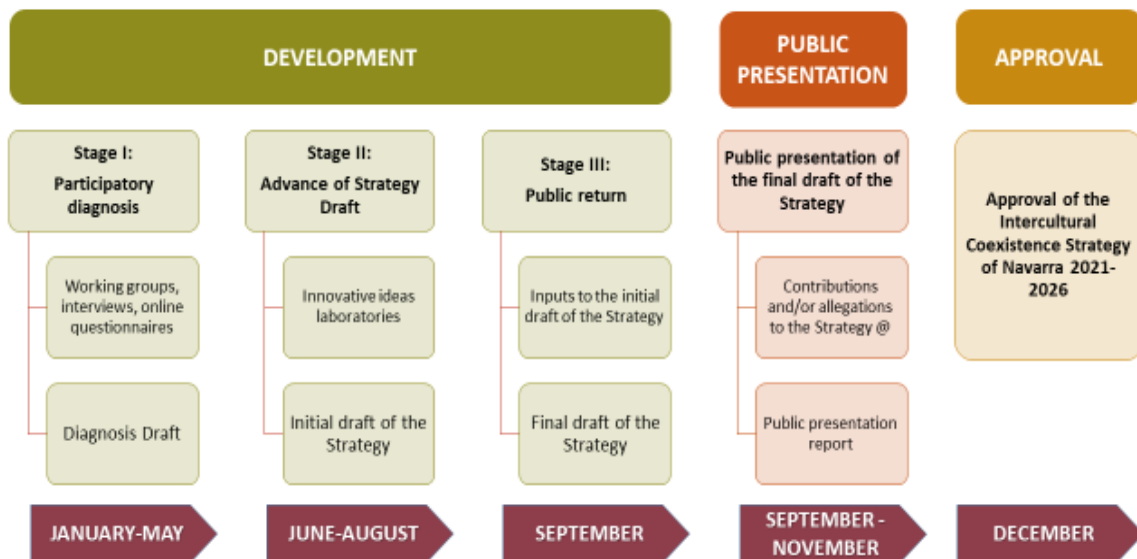 DEVELOPMENT
PUBLIC
PRESENTATION
APPROVAL
Stage I:
Participatory
diagnosis
Working groups,
interviews, online
questionnaires
Diagnosis Draft
Stage II:
Advance of Strategy
Draft
Innovative ideas
laboratories
Initial draft of the
Strategy
Stage III:
Public return
Inputs to the initial
draft of the Strategy
Final draft of the
Strategy
Public presentation of
the final draft of the
Strategy
Contributions
and/or allegations
to the Strategy @
Public presentation
report
Approval of the
Intercultural
Coexistence Strategy
of Navarra 2021-
2026
JANUARY-MAY
JUNE-AUGUST
SEPTEMBER
SEPTEMBER -
NOVEMBER
DECEMBER